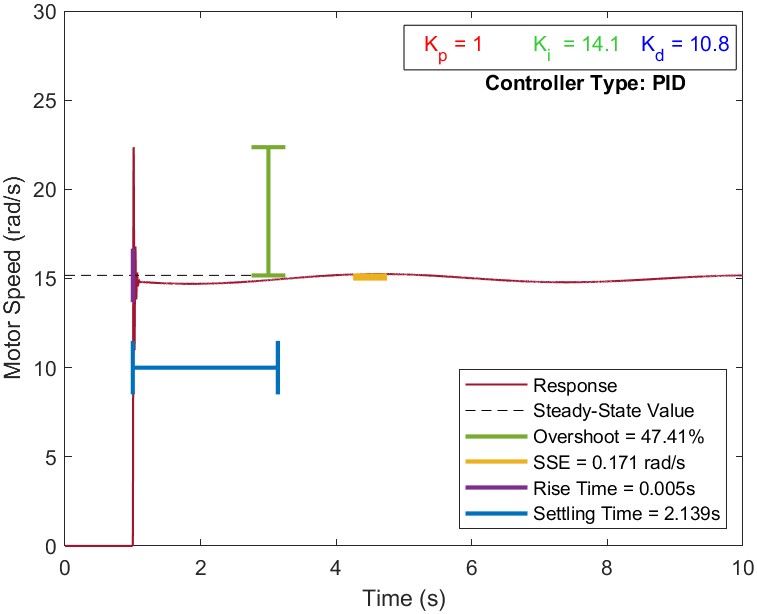 30
25
20
15
10
5
0
Motor Speed (rad/s)
Kp = 1 Ki = 14.1 Kd = 10.8
Controller Type: PID
Response
Steady-State Value
Overshoot = 47.41%
SSE = 0.171 rad/s
Rise Time = 0.005s
Settling Time = 2.139s
0 2 4 6 8 10
Time (s)